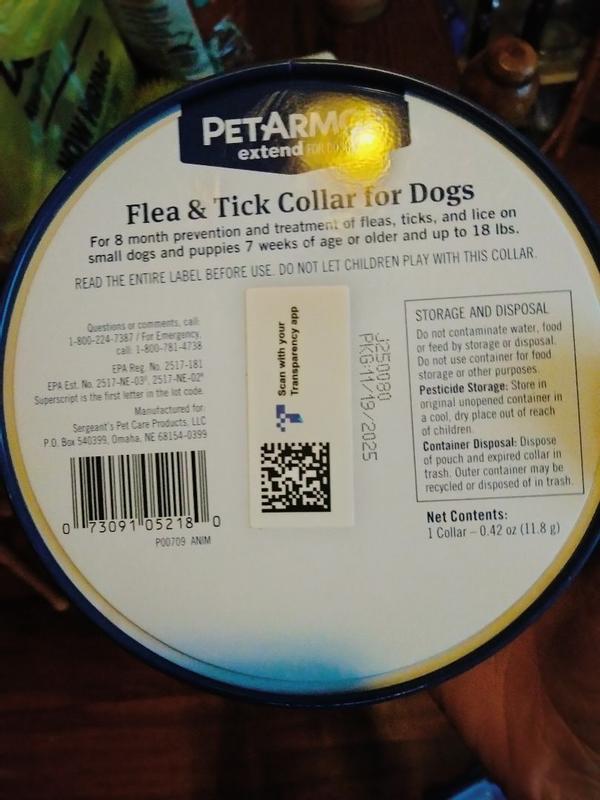 PETARMO
extend FOR DOGS
Flea & Tick Collar for Dogs
For 8 month prevention and treatment of fleas, ticks, and lice on
small dogs and puppies 7 weeks of age or older and up to 18 lbs.
READ THE ENTIRE LABEL BEFORE USE. DO NOT LET CHILDREN PLAY WITH THIS COLLAR.
Questions or comments, call:
1-800-224-7387 / For Emergency,
call: 1-800-781-4738
EPA Reg. No. 2517-181
EPA Est. No. 2517-NE-03ᴶ, 2517-NE-02ᴮ
Superscript is the first letter in the lot code.
Manufactured for:
Sergeant's Pet Care Products, LLC
P.O. Box 540399, Omaha, NE 68154-0399
0 73091 05218 0
P00709 ANIM
Scan with your
Transparency app
J250080
PKG:11/19/2025
STORAGE AND DISPOSAL
Do not contaminate water, food
or feed by storage or disposal.
Do not use container for food
storage or other purposes.
Pesticide Storage: Store in
original unopened container in
a cool, dry place out of reach
of children.
Container Disposal: Dispose
of pouch and expired collar in
trash. Outer container may be
recycled or disposed of in trash.
Net Contents:
1 Collar – 0.42 oz (11.8 g)